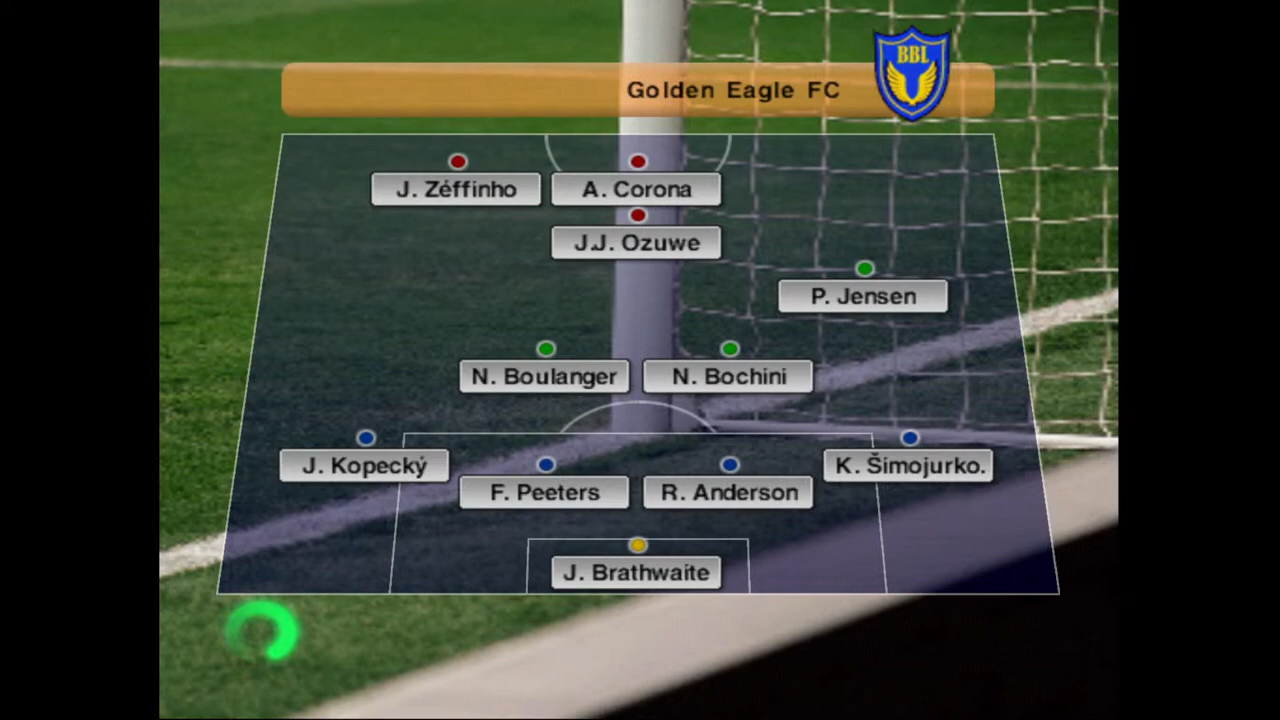 BBL
Golden Eagle FC
J. Zéffinho
A. Corona
J.J. Ozuwe
P. Jensen
N. Boulanger
N. Bochini
J. Kopecký
K. Šimojurko.
F. Peeters
R. Anderson
J. Brathwaite